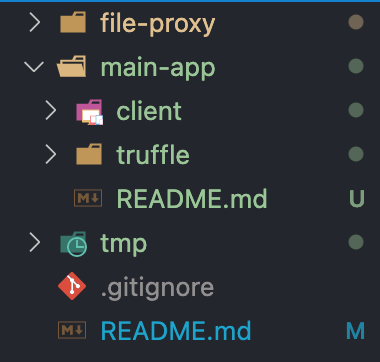 file-proxy
main-app
client
truffle
M README.md U
tmp
.gitignore
M README.md M